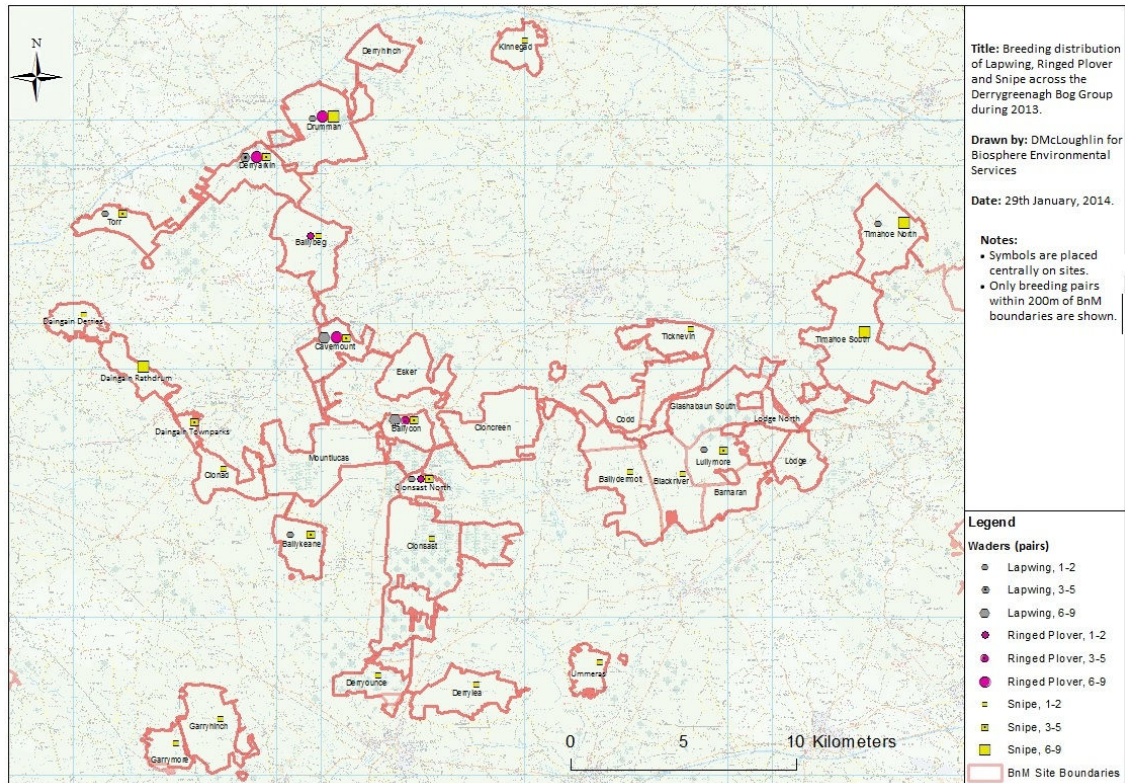 N
Derryhinch
Kinnegad
Drumman
Derryarkin
Torr
Ballybeg
Timahoe North
Daingain Derries
Cavemount
Ticknevin
Timahoe South
Daingain Rathdrum
Esker
Glashabaun South
Daingain Townparks
Ballycon
Cloncreen
Codd
Lodge North
Mountlucas
Lullymore
Lodge
Clonad
Clonsast North
Ballydermot
Blackriver
Barnaran
Ballykeane
Clonsast
Ummeras
Derryounce
Derrylea
Garryhinch
Garrymore
0 5 10 Kilometers
Title: Breeding distribution
of Lapwing, Ringed Plover
and Snipe across the
Derrygreenagh Bog Group
during 2013.
Drawn by: DMcLoughlin for
Biosphere Environmental
Services
Date: 29th January, 2014.
Notes:
• Symbols are placed
centrally on sites.
• Only breeding pairs
within 200m of BnM
boundaries are shown.
Legend
Waders (pairs)
Lapwing, 1-2
Lapwing, 3-5
Lapwing, 6-9
Ringed Plover, 1-2
Ringed Plover, 3-5
Ringed Plover, 6-9
Snipe, 1-2
Snipe, 3-5
Snipe, 6-9
BnM Site Boundaries